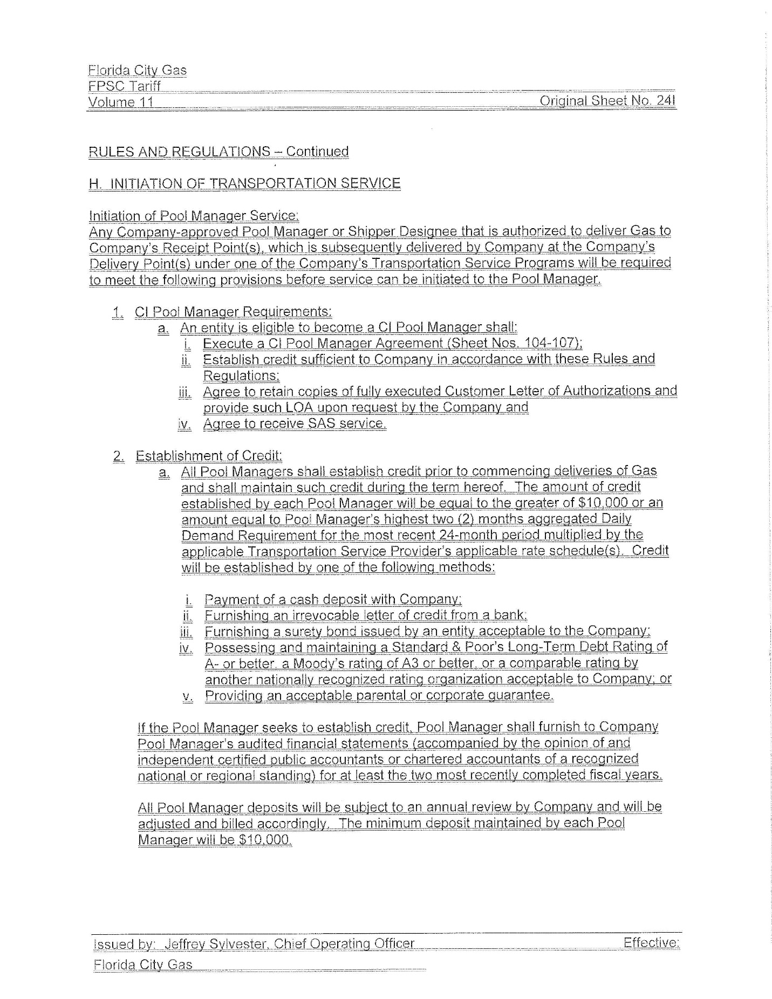 Florida City Gas
FPSC Tariff
Volume 11 Original Sheet No. 24I
RULES AND REGULATIONS – Continued
H. INITIATION OF TRANSPORTATION SERVICE
Initiation of Pool Manager Service:
Any Company-approved Pool Manager or Shipper Designee that is authorized to deliver Gas to
Company's Receipt Point(s), which is subsequently delivered by Company at the Company's
Delivery Point(s) under one of the Company's Transportation Service Programs will be required
to meet the following provisions before service can be initiated to the Pool Manager.
1. CI Pool Manager Requirements:
a. An entity is eligible to become a CI Pool Manager shall:
i. Execute a CI Pool Manager Agreement (Sheet Nos. 104-107);
ii. Establish credit sufficient to Company in accordance with these Rules and
Regulations;
iii. Agree to retain copies of fully executed Customer Letter of Authorizations and
provide such LOA upon request by the Company and
iv. Agree to receive SAS service.
2. Establishment of Credit:
a. All Pool Managers shall establish credit prior to commencing deliveries of Gas
and shall maintain such credit during the term hereof. The amount of credit
established by each Pool Manager will be equal to the greater of $10,000 or an
amount equal to Pool Manager's highest two (2) months aggregated Daily
Demand Requirement for the most recent 24-month period multiplied by the
applicable Transportation Service Provider's applicable rate schedule(s). Credit
will be established by one of the following methods:
i. Payment of a cash deposit with Company;
ii. Furnishing an irrevocable letter of credit from a bank;
iii. Furnishing a surety bond issued by an entity acceptable to the Company;
iv. Possessing and maintaining a Standard & Poor's Long-Term Debt Rating of
A- or better, a Moody's rating of A3 or better, or a comparable rating by
another nationally recognized rating organization acceptable to Company; or
v. Providing an acceptable parental or corporate guarantee.
If the Pool Manager seeks to establish credit, Pool Manager shall furnish to Company
Pool Manager's audited financial statements (accompanied by the opinion of and
independent certified public accountants or chartered accountants of a recognized
national or regional standing) for at least the two most recently completed fiscal years.
All Pool Manager deposits will be subject to an annual review by Company and will be
adjusted and billed accordingly. The minimum deposit maintained by each Pool
Manager will be $10,000.
Issued by: Jeffrey Sylvester, Chief Operating Officer Effective:
Florida City Gas